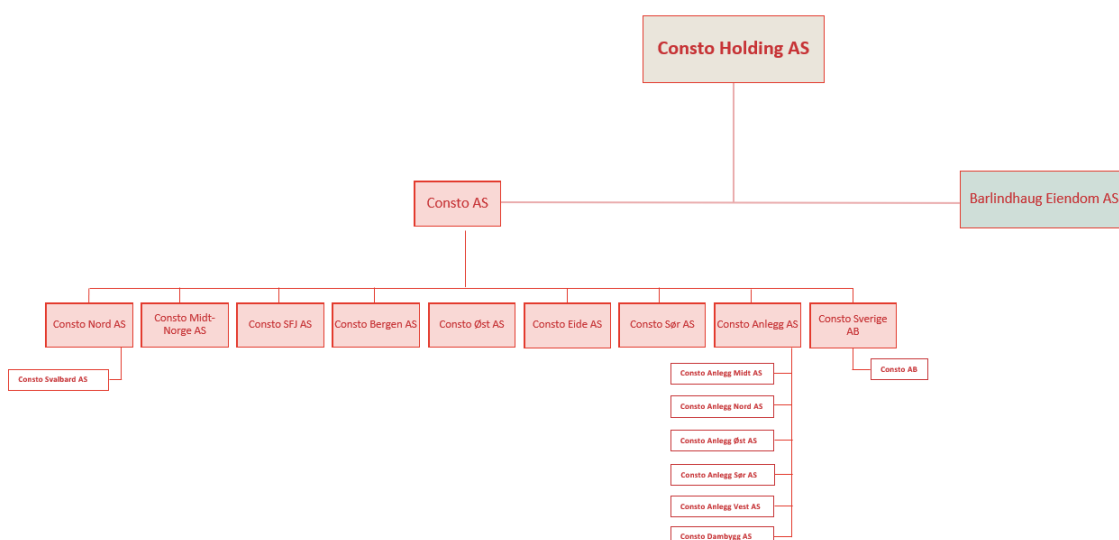 Consto Holding AS
Consto AS
Barlindhaug Eiendom AS
Consto Nord AS
Consto Midt-
Norge AS
Consto SFJ AS
Consto Bergen AS
Consto Øst AS
Consto Eide AS
Consto Sør AS
Consto Anlegg AS
Consto Sverige
AB
Consto Svalbard AS
Consto Anlegg Midt AS
Consto AB
Consto Anlegg Nord AS
Consto Anlegg Øst AS
Consto Anlegg Sør AS
Consto Anlegg Vest AS
Consto Dambygg AS